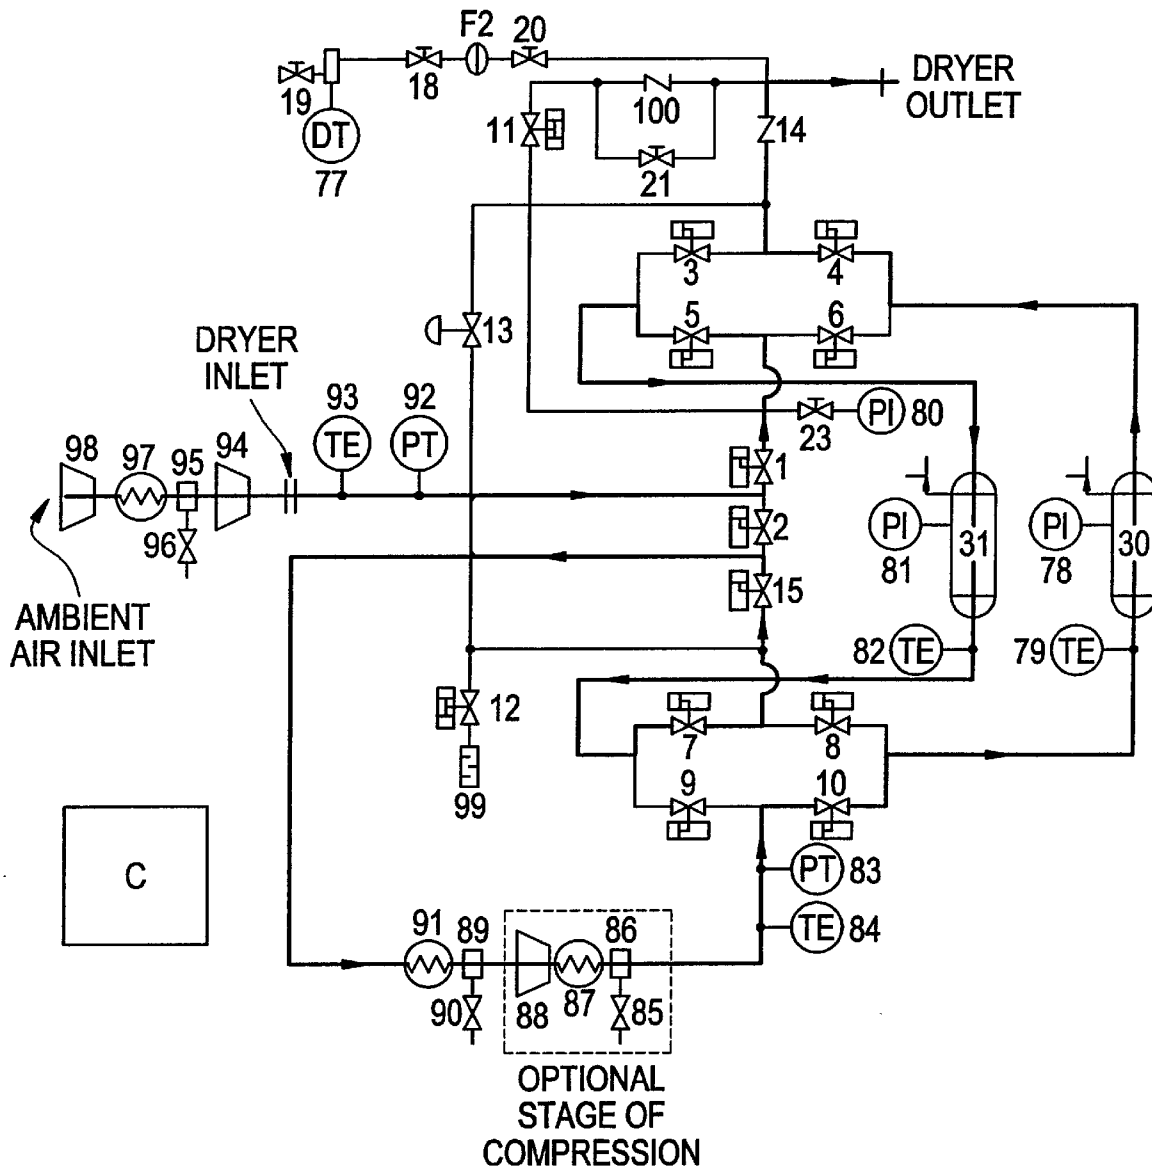 F2
20
19
18
DT
77
DRYER
OUTLET
11
100
14
21
3
4
5
6
13
DRYER
INLET
93
92
TE
PT
PI
80
23
98
97
95
94
1
96
2
PI
81
31
PI
78
30
15
AMBIENT
AIR INLET
82
TE
79
TE
12
7
8
9
10
99
C
PT
83
TE
84
91
89
86
90
88
87
85
OPTIONAL
STAGE OF
COMPRESSION